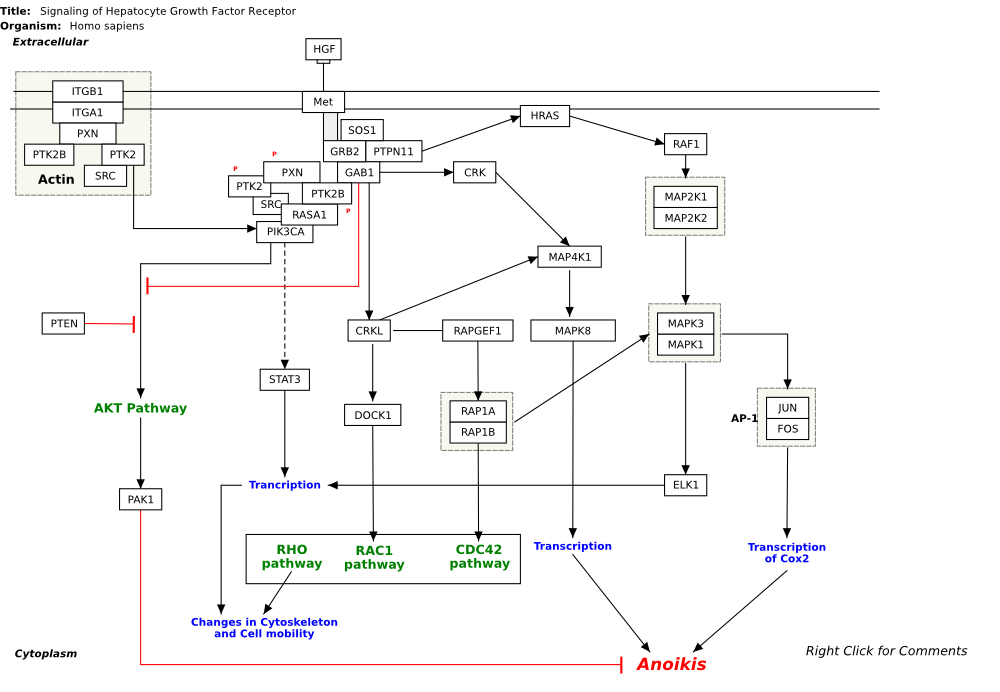 Title: Signaling of Hepatocyte Growth Factor Receptor
Organism: Homo sapiens
Extracellular
HGF
ITGB1
Met
ITGA1
HRAS
SOS1
PXN
RAF1
GRB2
PTPN11
PTK2B
PTK2
P
PXN
GAB1
CRK
SRC
Actin
P
PTK2
PTK2B
MAP2K1
SRC
RASA1
P
MAP2K2
PIK3CA
MAP4K1
PTEN
CRKL
RAPGEF1
MAPK8
MAPK3
MAPK1
STAT3
AKT Pathway
DOCK1
RAP1A
RAP1B
AP-1
JUN
FOS
Trancription
ELK1
PAK1
RHO
pathway
RAC1
pathway
CDC42
pathway
Transcription
Transcription
of Cox2
Changes in Cytoskeleton
and Cell mobility
Cytoplasm
Anoikis
Right Click for Comments